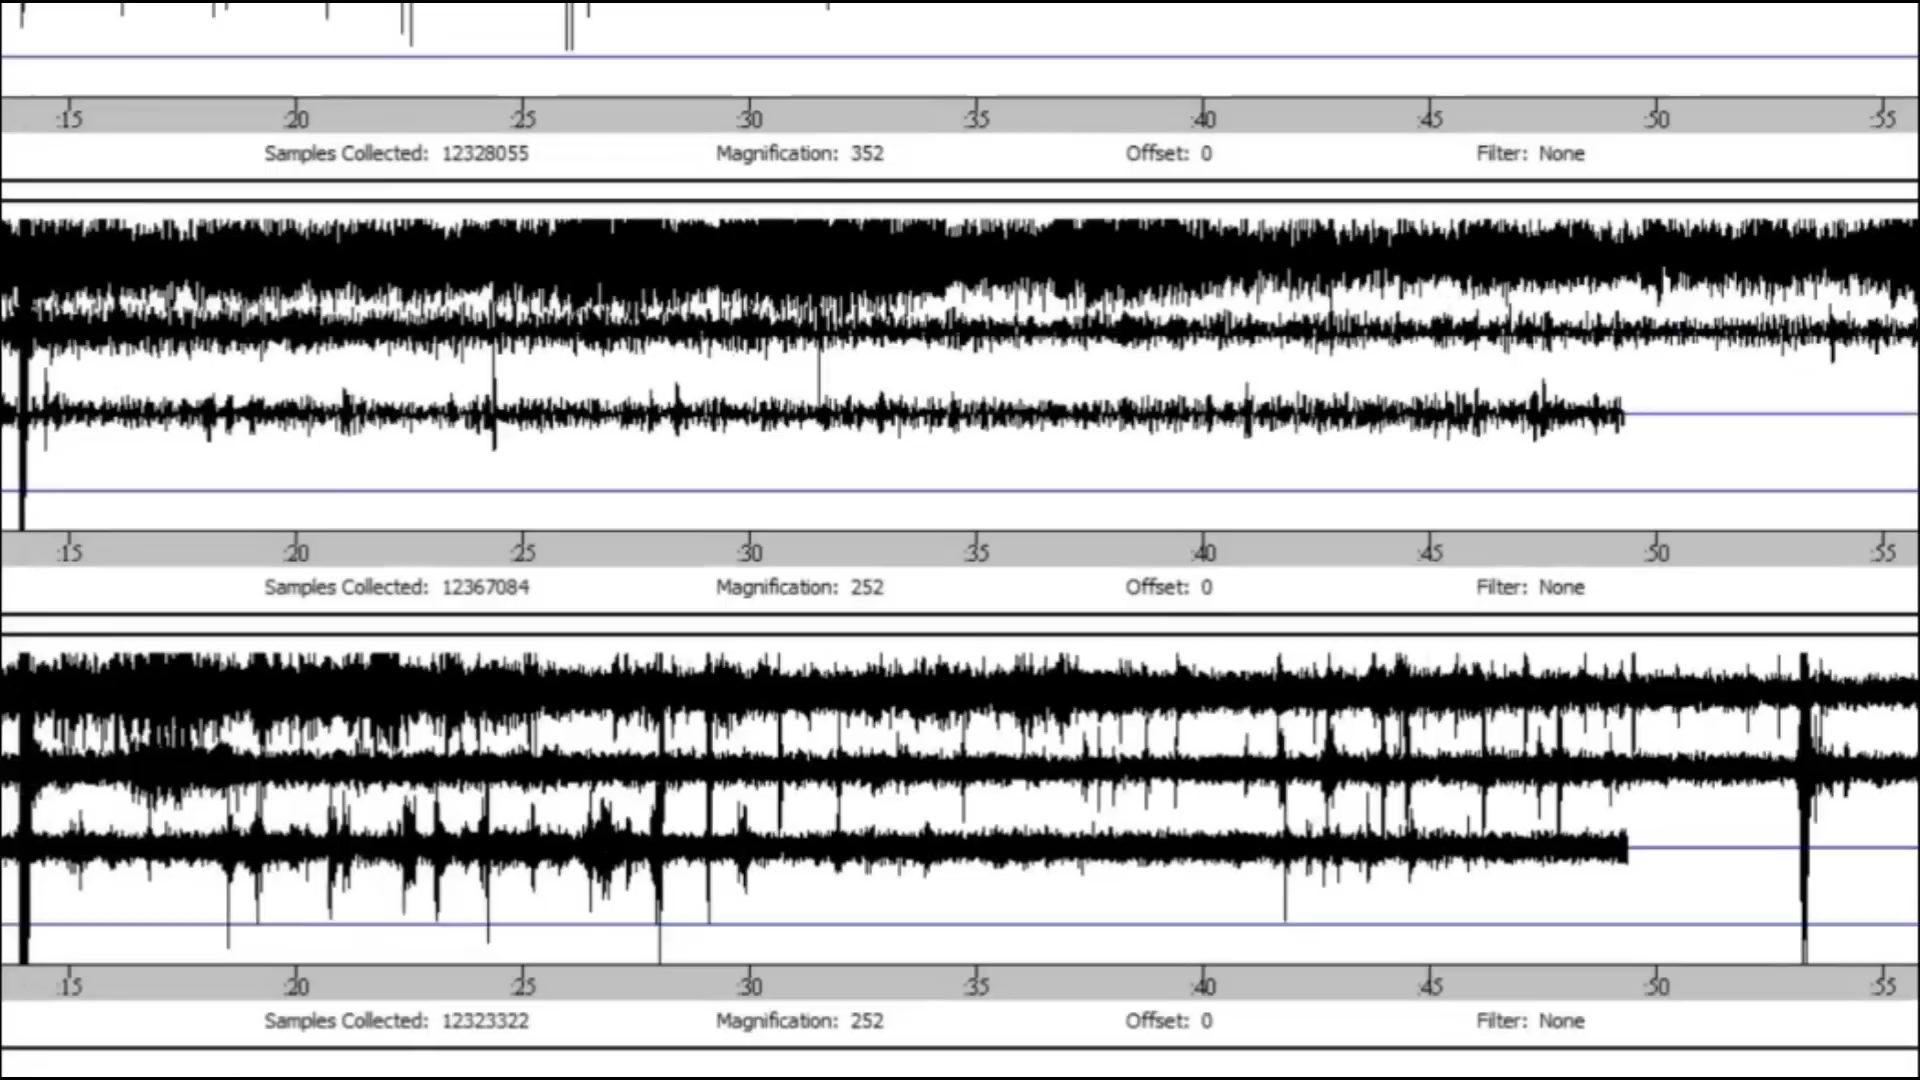 :15 :20 :25 :30 :35 :40 :45 :50 :55
Samples Collected: 12328055 Magnification: 352 Offset: 0 Filter: None
:15 :20 :25 :30 :35 :40 :45 :50 :55
Samples Collected: 12367084 Magnification: 252 Offset: 0 Filter: None
:15 :20 :25 :30 :35 :40 :45 :50 :55
Samples Collected: 12323322 Magnification: 252 Offset: 0 Filter: None